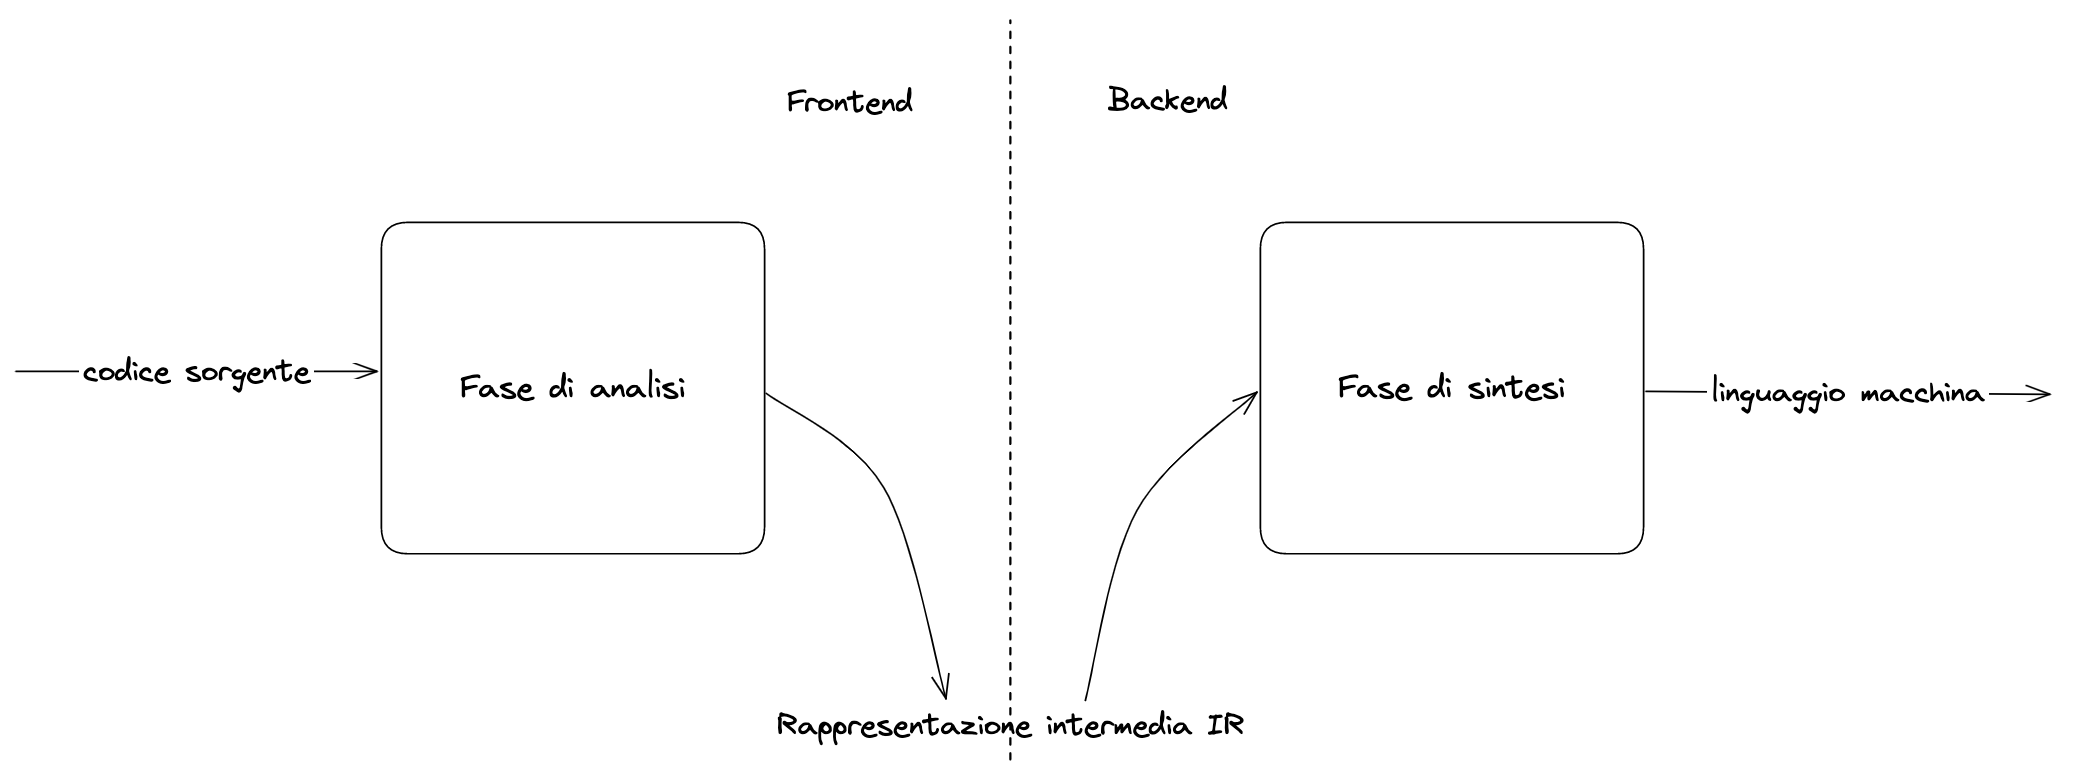 Frontend
Backend
codice sorgente
Fase di analisi
Fase di sintesi
linguaggio macchina
Rappresentazione intermedia IR